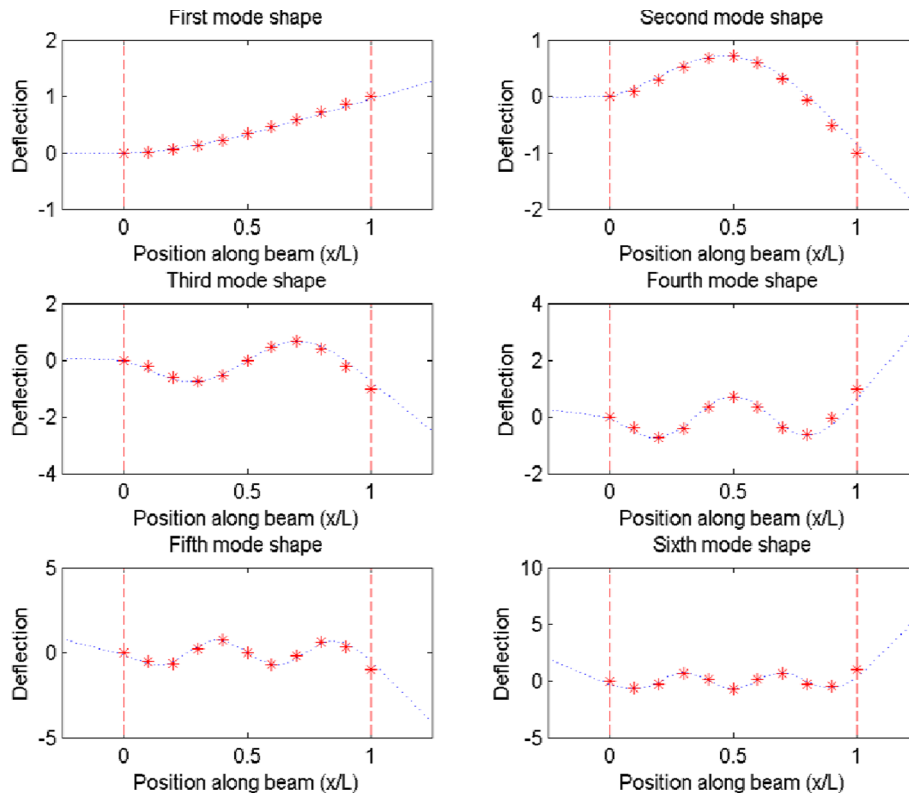 First mode shape
Deflection
2
1
0
-1
0
0.5
1
Position along beam (x/L)
Second mode shape
Deflection
1
0
-1
-2
0
0.5
1
Position along beam (x/L)
Third mode shape
Deflection
2
0
-2
-4
0
0.5
1
Position along beam (x/L)
Fourth mode shape
Deflection
4
2
0
-2
0
0.5
1
Position along beam (x/L)
Fifth mode shape
Deflection
5
0
-5
0
0.5
1
Position along beam (x/L)
Sixth mode shape
Deflection
10
5
0
-5
0
0.5
1
Position along beam (x/L)